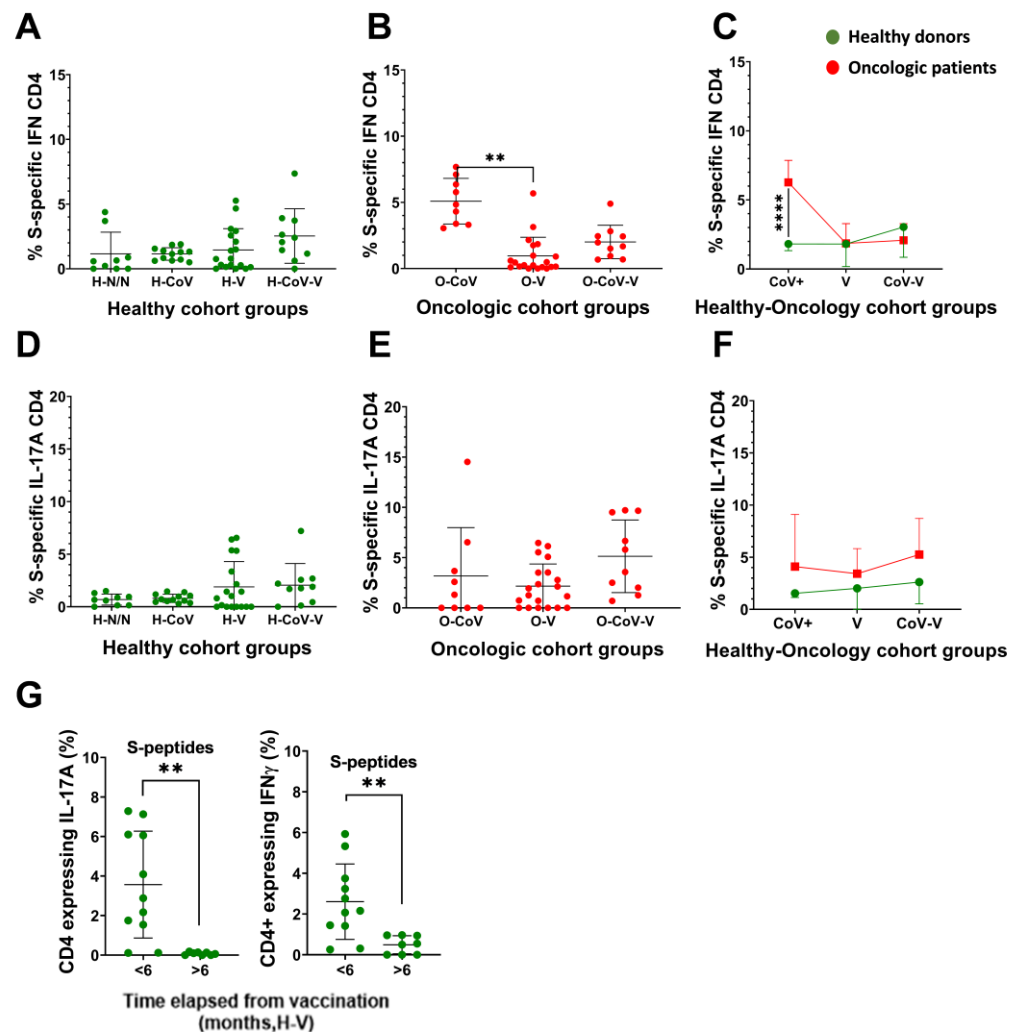 A
B
C
Healthy donors
Oncologic patients
% S-specific IFN CD4
15
10
5
0
H-N/N H-CoV H-V H-CoV-V
Healthy cohort groups
% S-specific IFN CD4
15
10
5
0
**
O-CoV O-V O-CoV-V
Oncologic cohort groups
% S-specific IFN CD4
15
10
5
0
****
CoV+ V CoV-V
Healthy-Oncology cohort groups
D
E
F
% S-specific IL-17A CD4
20
15
10
5
0
H-N/N H-CoV H-V H-CoV-V
Healthy cohort groups
% S-specific IL-17A CD4
20
15
10
5
0
O-CoV O-V O-CoV-V
Oncologic cohort groups
% S-specific IL-17A CD4
20
15
10
5
0
CoV+ V CoV-V
Healthy-Oncology cohort groups
G
CD4 expressing IL-17A (%)
S-peptides
**
10
8
6
4
2
0
<6 >6
CD4+ expressing IFNγ (%)
S-peptides
**
10
8
6
4
2
0
<6 >6
Time elapsed from vaccination
(months,H-V)